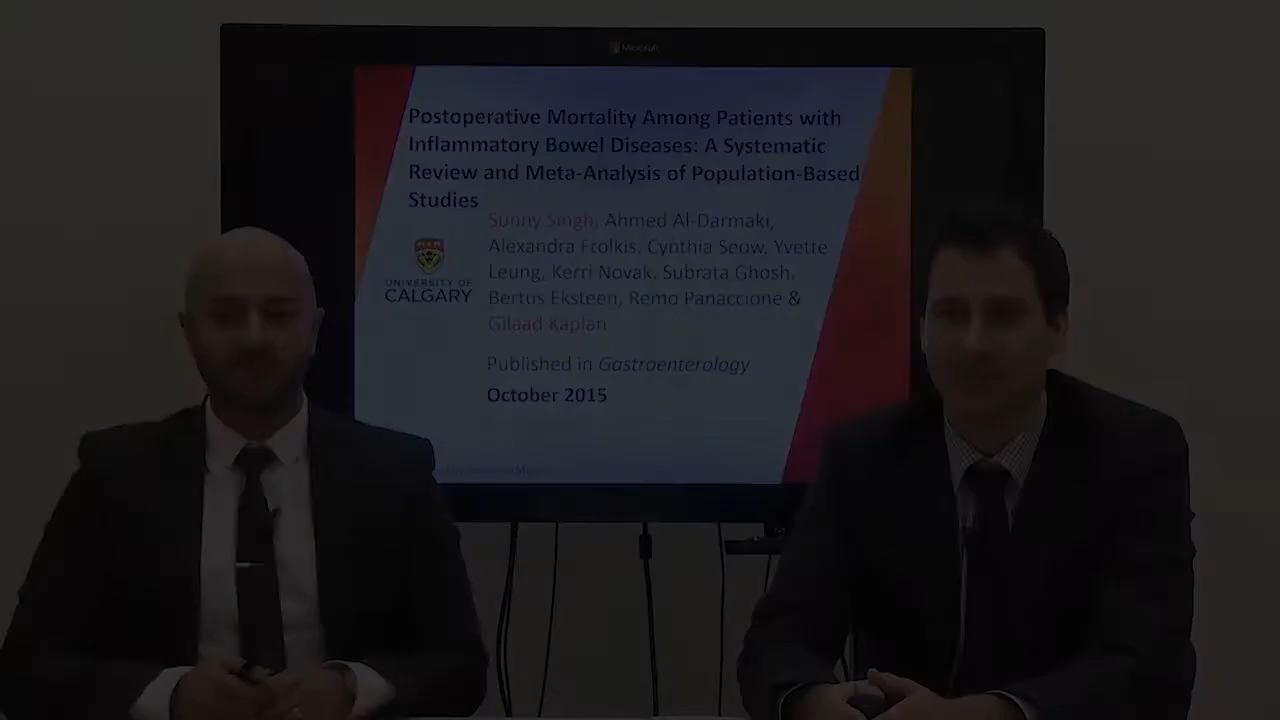 Microsoft
Postoperative Mortality Among Patients with
Inflammatory Bowel Diseases: A Systematic
Review and Meta-Analysis of Population-Based
Studies
Sunny Singh, Ahmed Al-Darmaki,
Alexandra Frolkis, Cynthia Seow, Yvette
Leung, Kerri Novak, Subrata Ghosh,
Bertus Eksteen, Remo Panaccione &
Gilaad Kaplan
UNIVERSITY OF
CALGARY
Published in Gastroenterology
October 2015